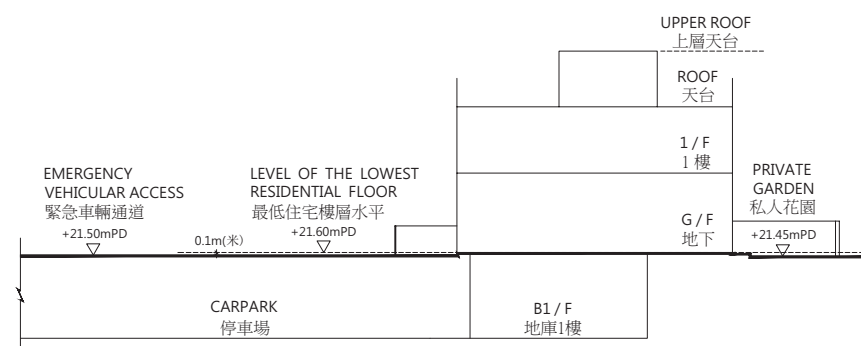 UPPER ROOF
上層天台
ROOF
天台
1 / F
1 樓
EMERGENCY
VEHICULAR ACCESS
緊急車輛通道
+21.50mPD
0.1m(米)
LEVEL OF THE LOWEST
RESIDENTIAL FLOOR
最低住宅樓層水平
+21.60mPD
G / F
地下
PRIVATE
GARDEN
私人花園
+21.45mPD
CARPARK
停車場
B1 / F
地庫1樓